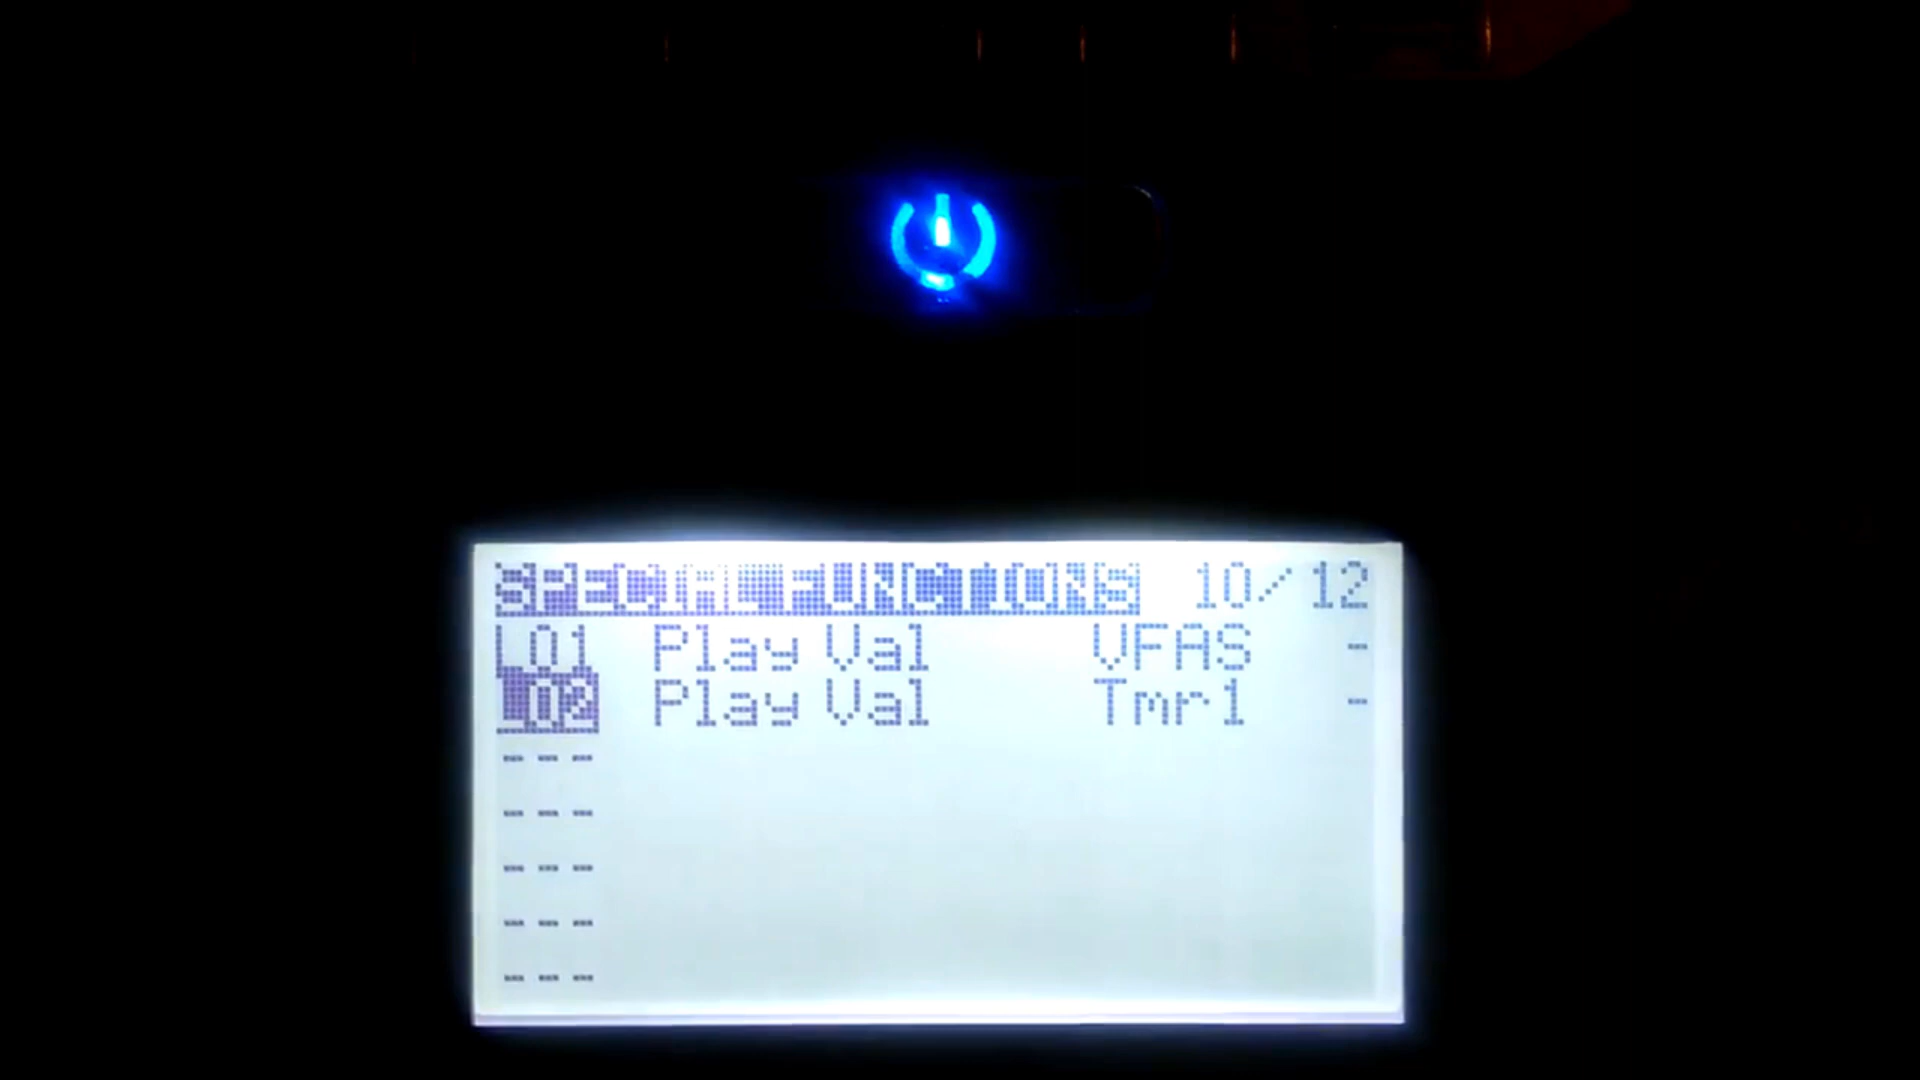 SPECIAL FUNCTIONS 10/12
L01 Play Val VFAS -
L02 Play Val Tmr1 -
---
---
---
---
---